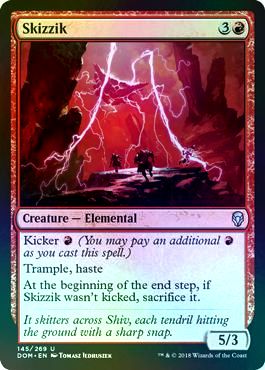 Skizzik 3
Creature — Elemental
Kicker (You may pay an additional
as you cast this spell.)
Trample, haste
At the beginning of the end step, if
Skizzik wasn't kicked, sacrifice it.
It skitters across Shiv, each tendril hitting
the ground with a sharp snap.
5/3
145/269 U
DOM • EN Tomasz Jedruszek
™ & © 2018 Wizards of the Coast